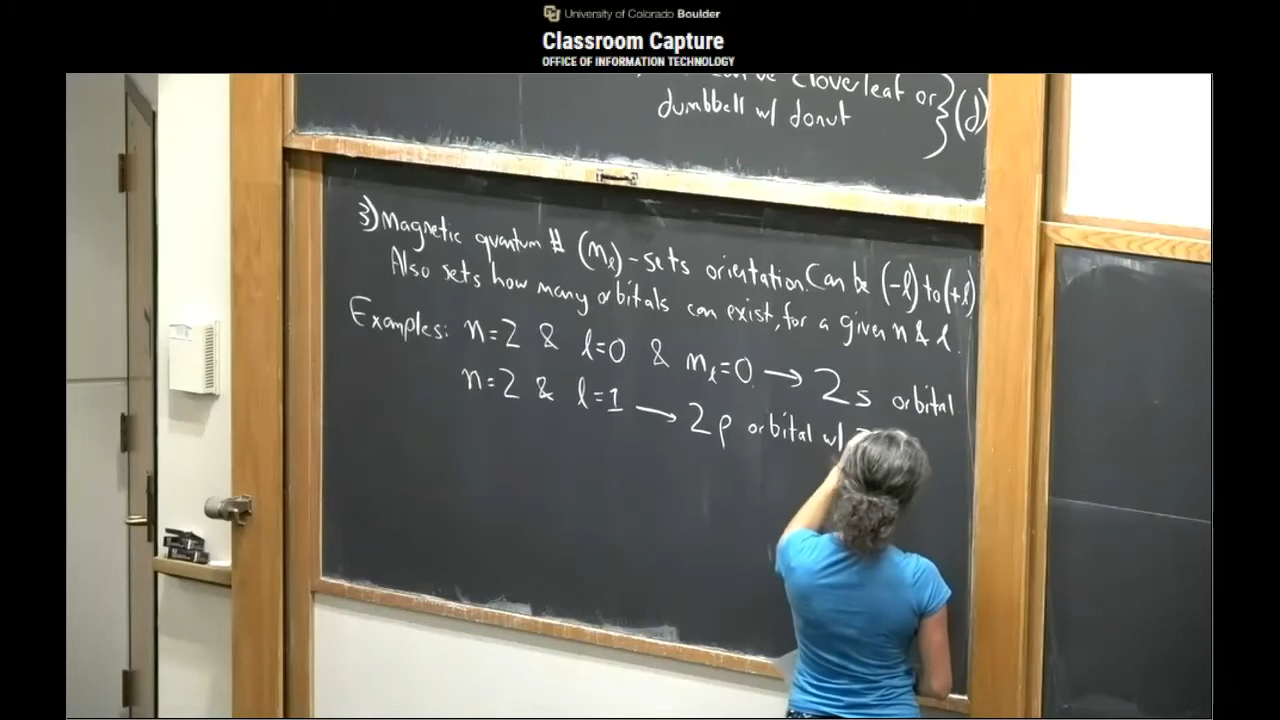 University of Colorado Boulder
Classroom Capture
OFFICE OF INFORMATION TECHNOLOGY
cloverleaf or
dumbbell w/ donut } (d)
3) Magnetic quantum # (mₗ) - sets orientation. Can be (-l) to (+l)
Also sets how many orbitals can exist, for a given n & l.
Examples: n=2 & l=0 & mₗ=0 → 2s orbital
n=2 & l=1 → 2p orbital w/